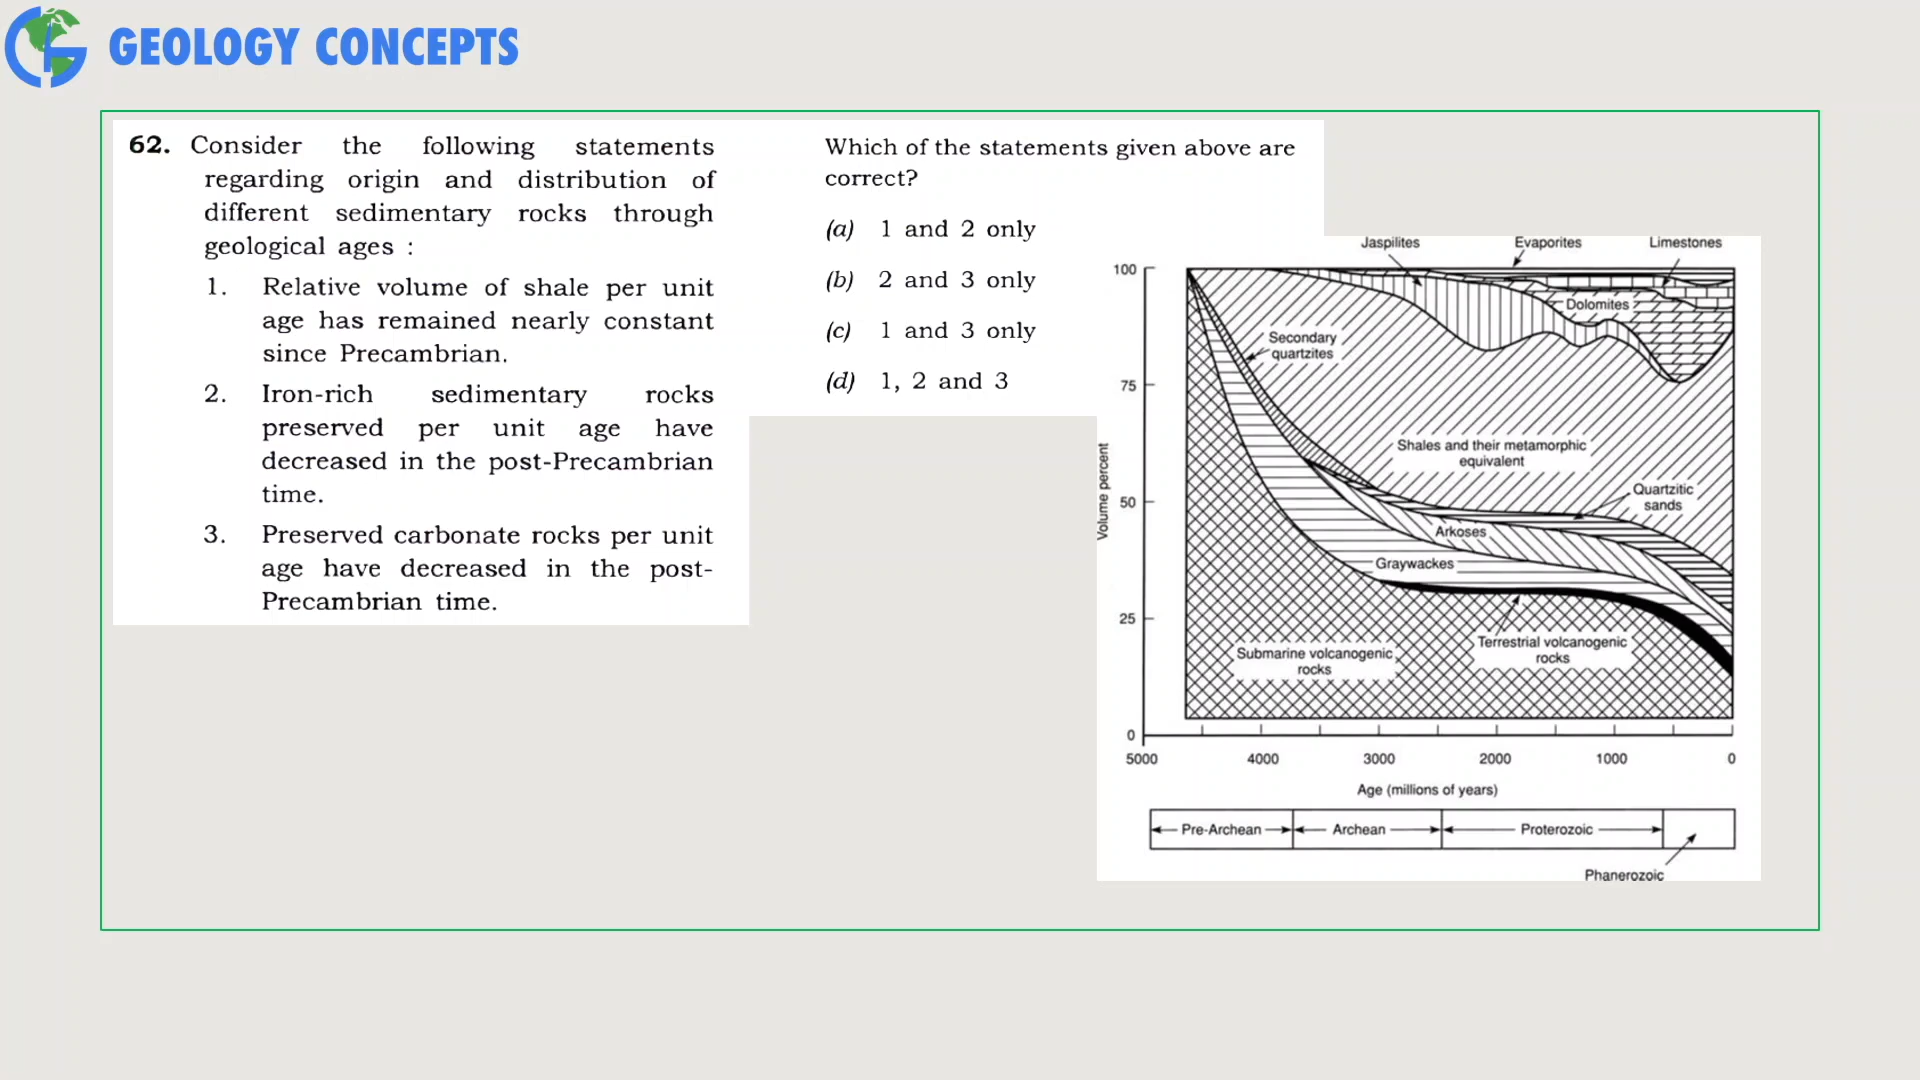 GEOLOGY CONCEPTS
62. Consider the following statements
regarding origin and distribution of
different sedimentary rocks through
geological ages :
1. Relative volume of shale per unit
age has remained nearly constant
since Precambrian.
2. Iron-rich sedimentary rocks
preserved per unit age have
decreased in the post-Precambrian
time.
3. Preserved carbonate rocks per unit
age have decreased in the post-
Precambrian time.
Which of the statements given above are
correct?
(a) 1 and 2 only
(b) 2 and 3 only
(c) 1 and 3 only
(d) 1, 2 and 3
Jaspilites Evaporites Limestones
100
Dolomites
Secondary
quartzites
75
Shales and their metamorphic
equivalent
Volume percent
Quartzitic
sands
50
Arkoses
Graywackes
25
Terrestrial volcanogenic
rocks
Submarine volcanogenic
rocks
0
5000 4000 3000 2000 1000 0
Age (millions of years)
Pre-Archean Archean Proterozoic
Phanerozoic